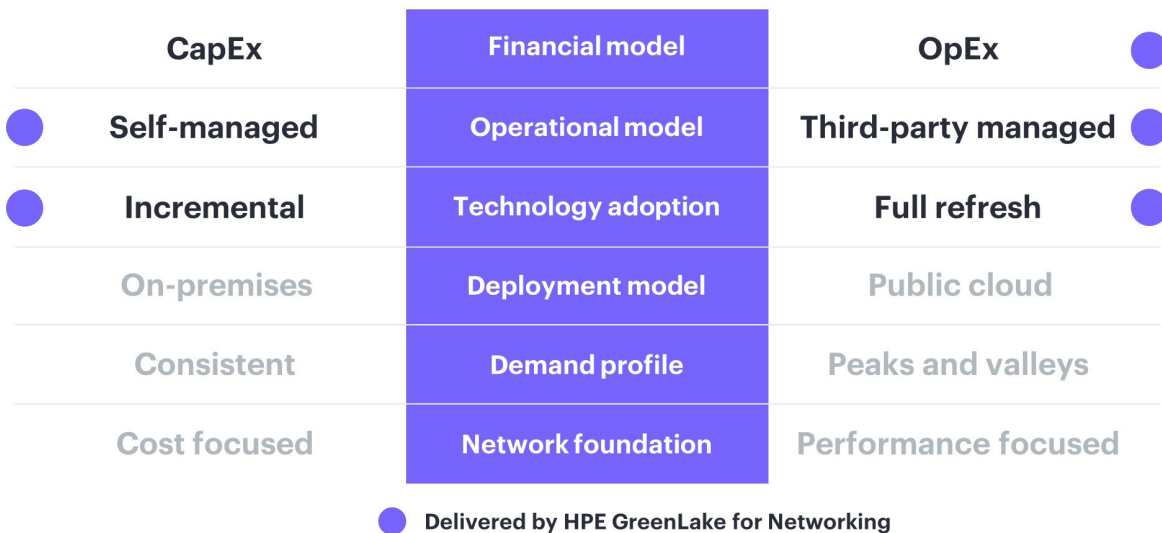 CapEx Financial model OpEx
Self-managed Operational model Third-party managed
Incremental Technology adoption Full refresh
On-premises Deployment model Public cloud
Consistent Demand profile Peaks and valleys
Cost focused Network foundation Performance focused
Delivered by HPE GreenLake for Networking